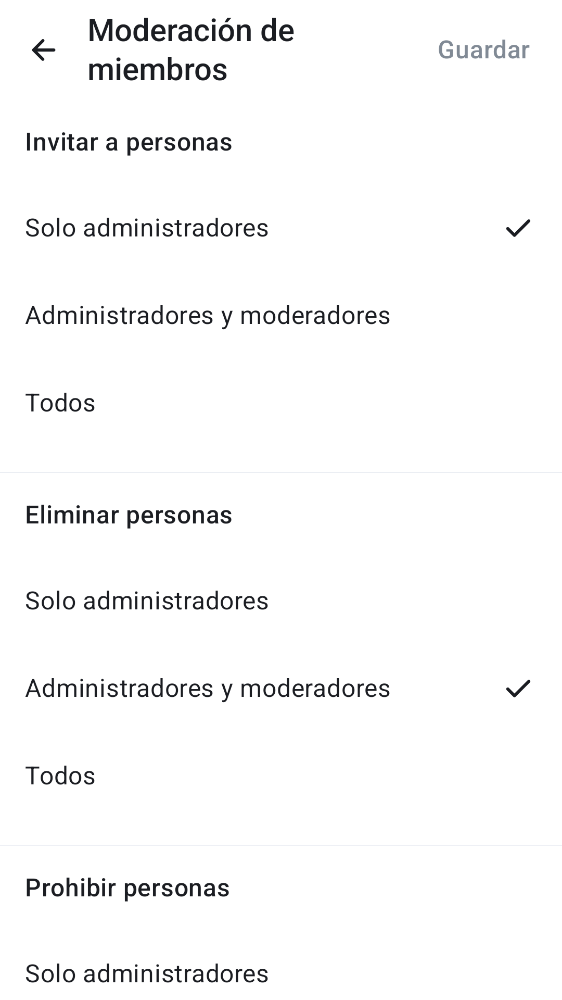 Moderación de
miembros
Guardar
Invitar a personas
Solo administradores
Administradores y moderadores
Todos
Eliminar personas
Solo administradores
Administradores y moderadores
Todos
Prohibir personas
Solo administradores